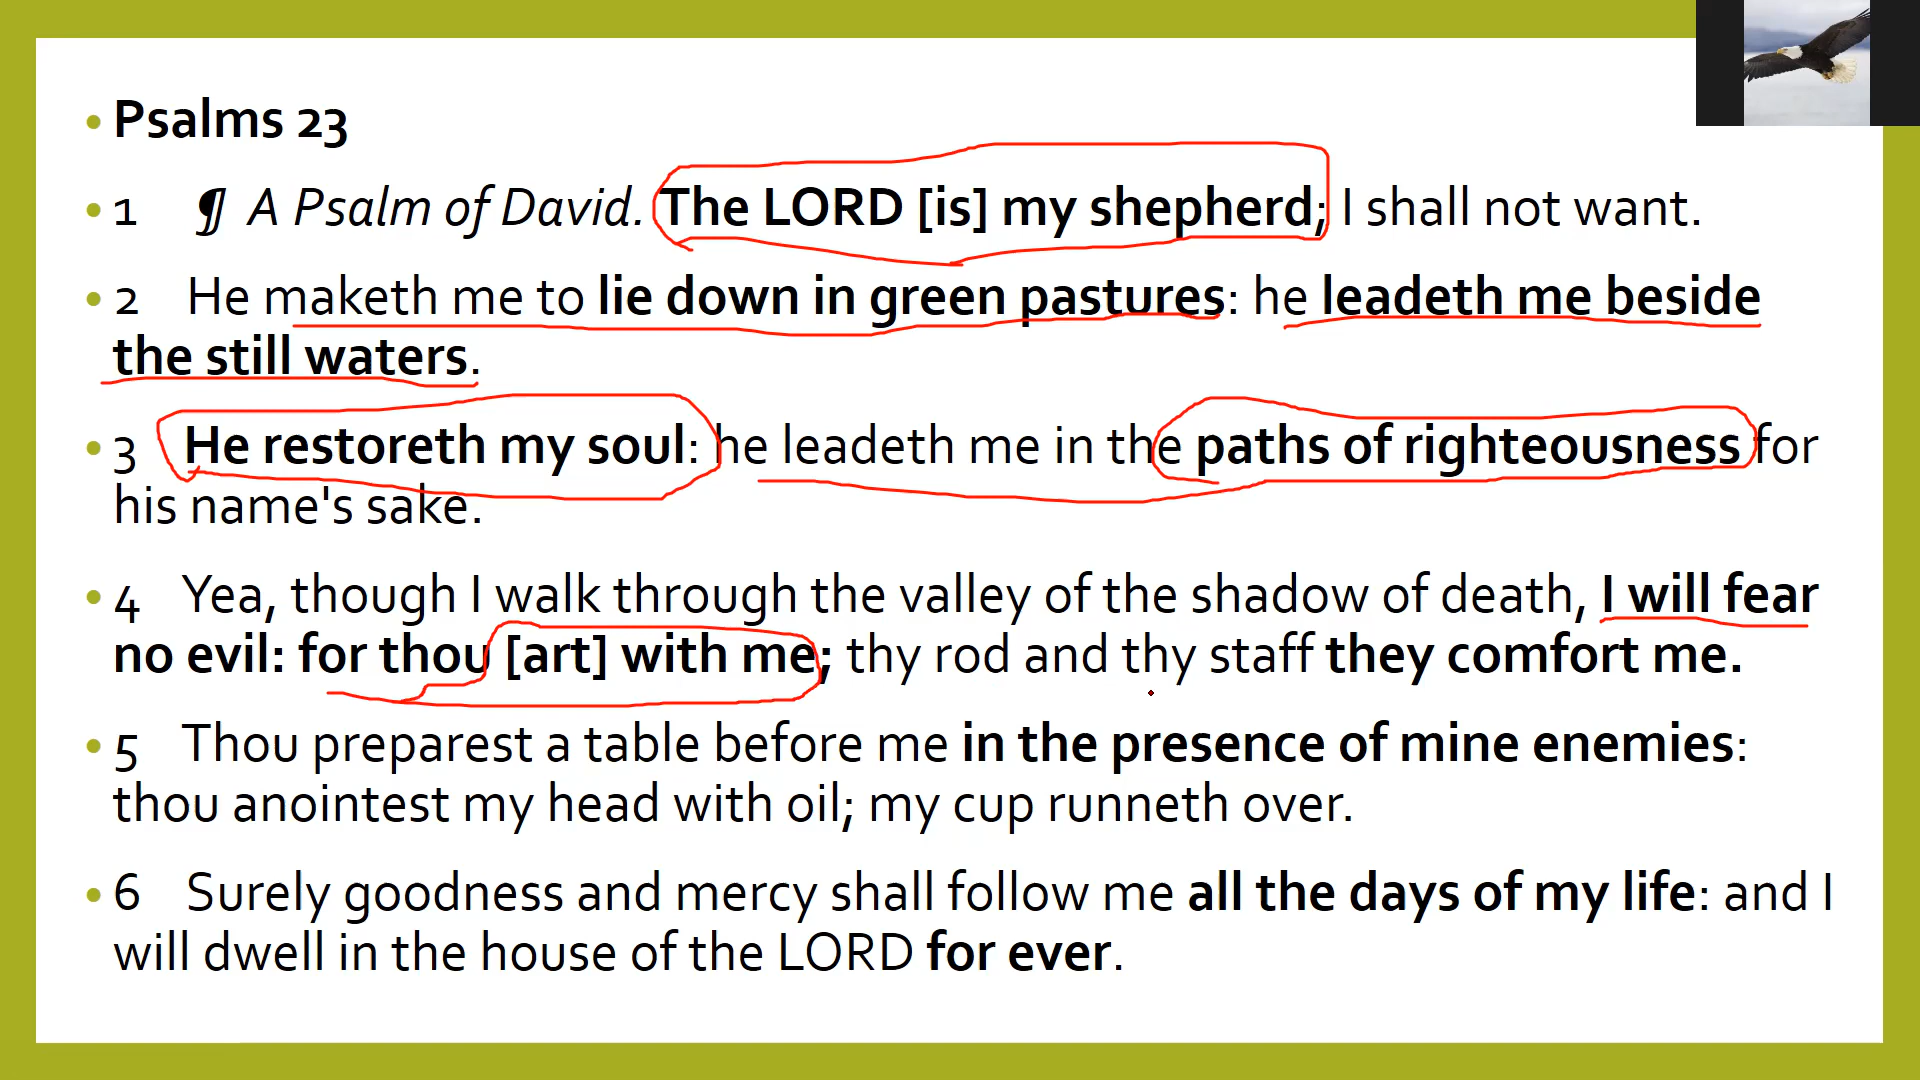 • Psalms 23
• 1 ¶ A Psalm of David. The LORD [is] my shepherd; I shall not want.
• 2 He maketh me to lie down in green pastures: he leadeth me beside
the still waters.
• 3 He restoreth my soul: he leadeth me in the paths of righteousness for
his name's sake.
• 4 Yea, though I walk through the valley of the shadow of death, I will fear
no evil: for thou [art] with me; thy rod and thy staff they comfort me.
• 5 Thou preparest a table before me in the presence of mine enemies:
thou anointest my head with oil; my cup runneth over.
• 6 Surely goodness and mercy shall follow me all the days of my life: and I
will dwell in the house of the LORD for ever.